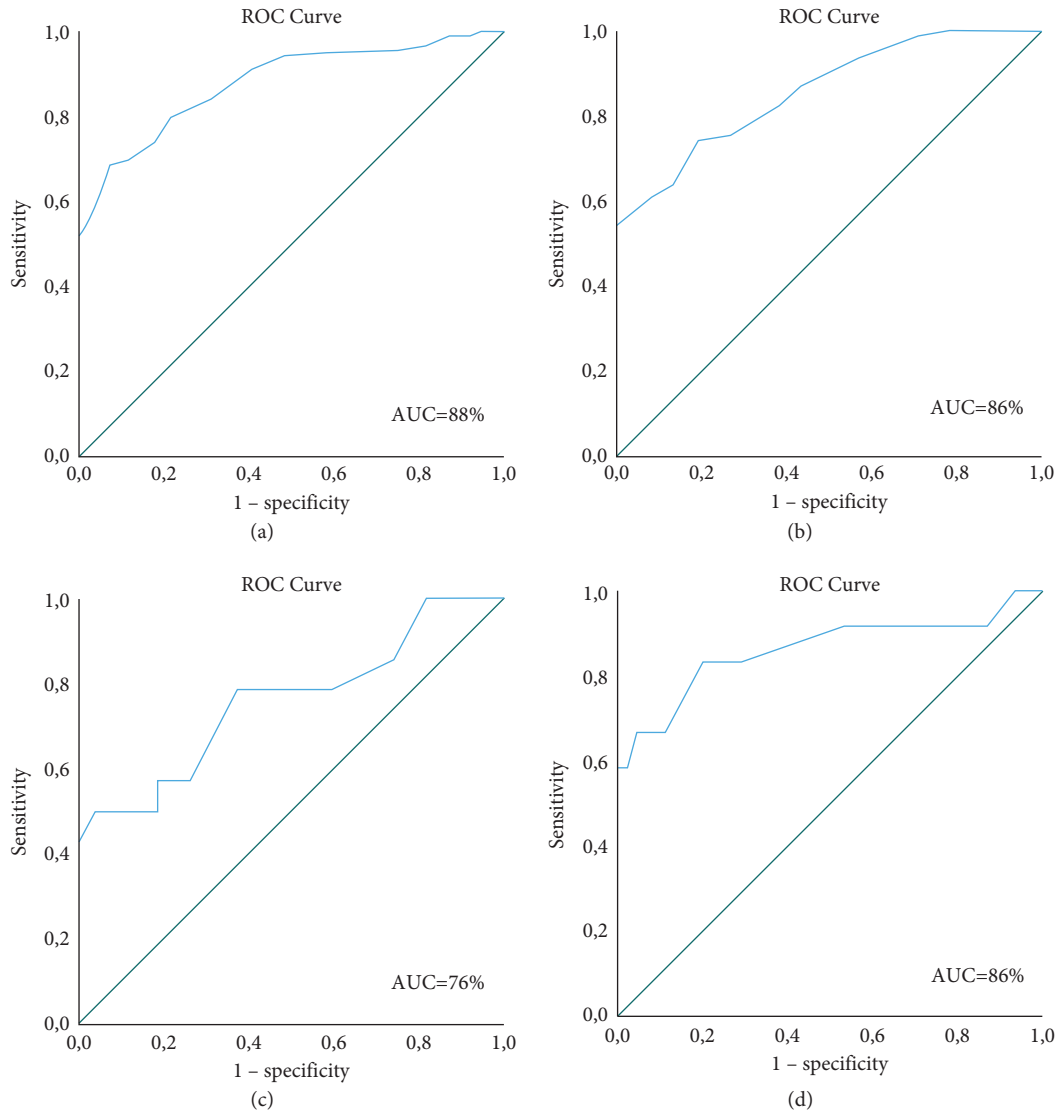 ROC Curve
1,0
0,8
0,6
0,4
0,2
0,0
Sensitivity
AUC=88%
0,0 0,2 0,4 0,6 0,8 1,0
1 – specificity
(a)
ROC Curve
1,0
0,8
0,6
0,4
0,2
0,0
Sensitivity
AUC=86%
0,0 0,2 0,4 0,6 0,8 1,0
1 – specificity
(b)
ROC Curve
1,0
0,8
0,6
0,4
0,2
0,0
Sensitivity
AUC=76%
0,0 0,2 0,4 0,6 0,8 1,0
1 – specificity
(c)
ROC Curve
1,0
0,8
0,6
0,4
0,2
0,0
Sensitivity
AUC=86%
0,0 0,2 0,4 0,6 0,8 1,0
1 – specificity
(d)